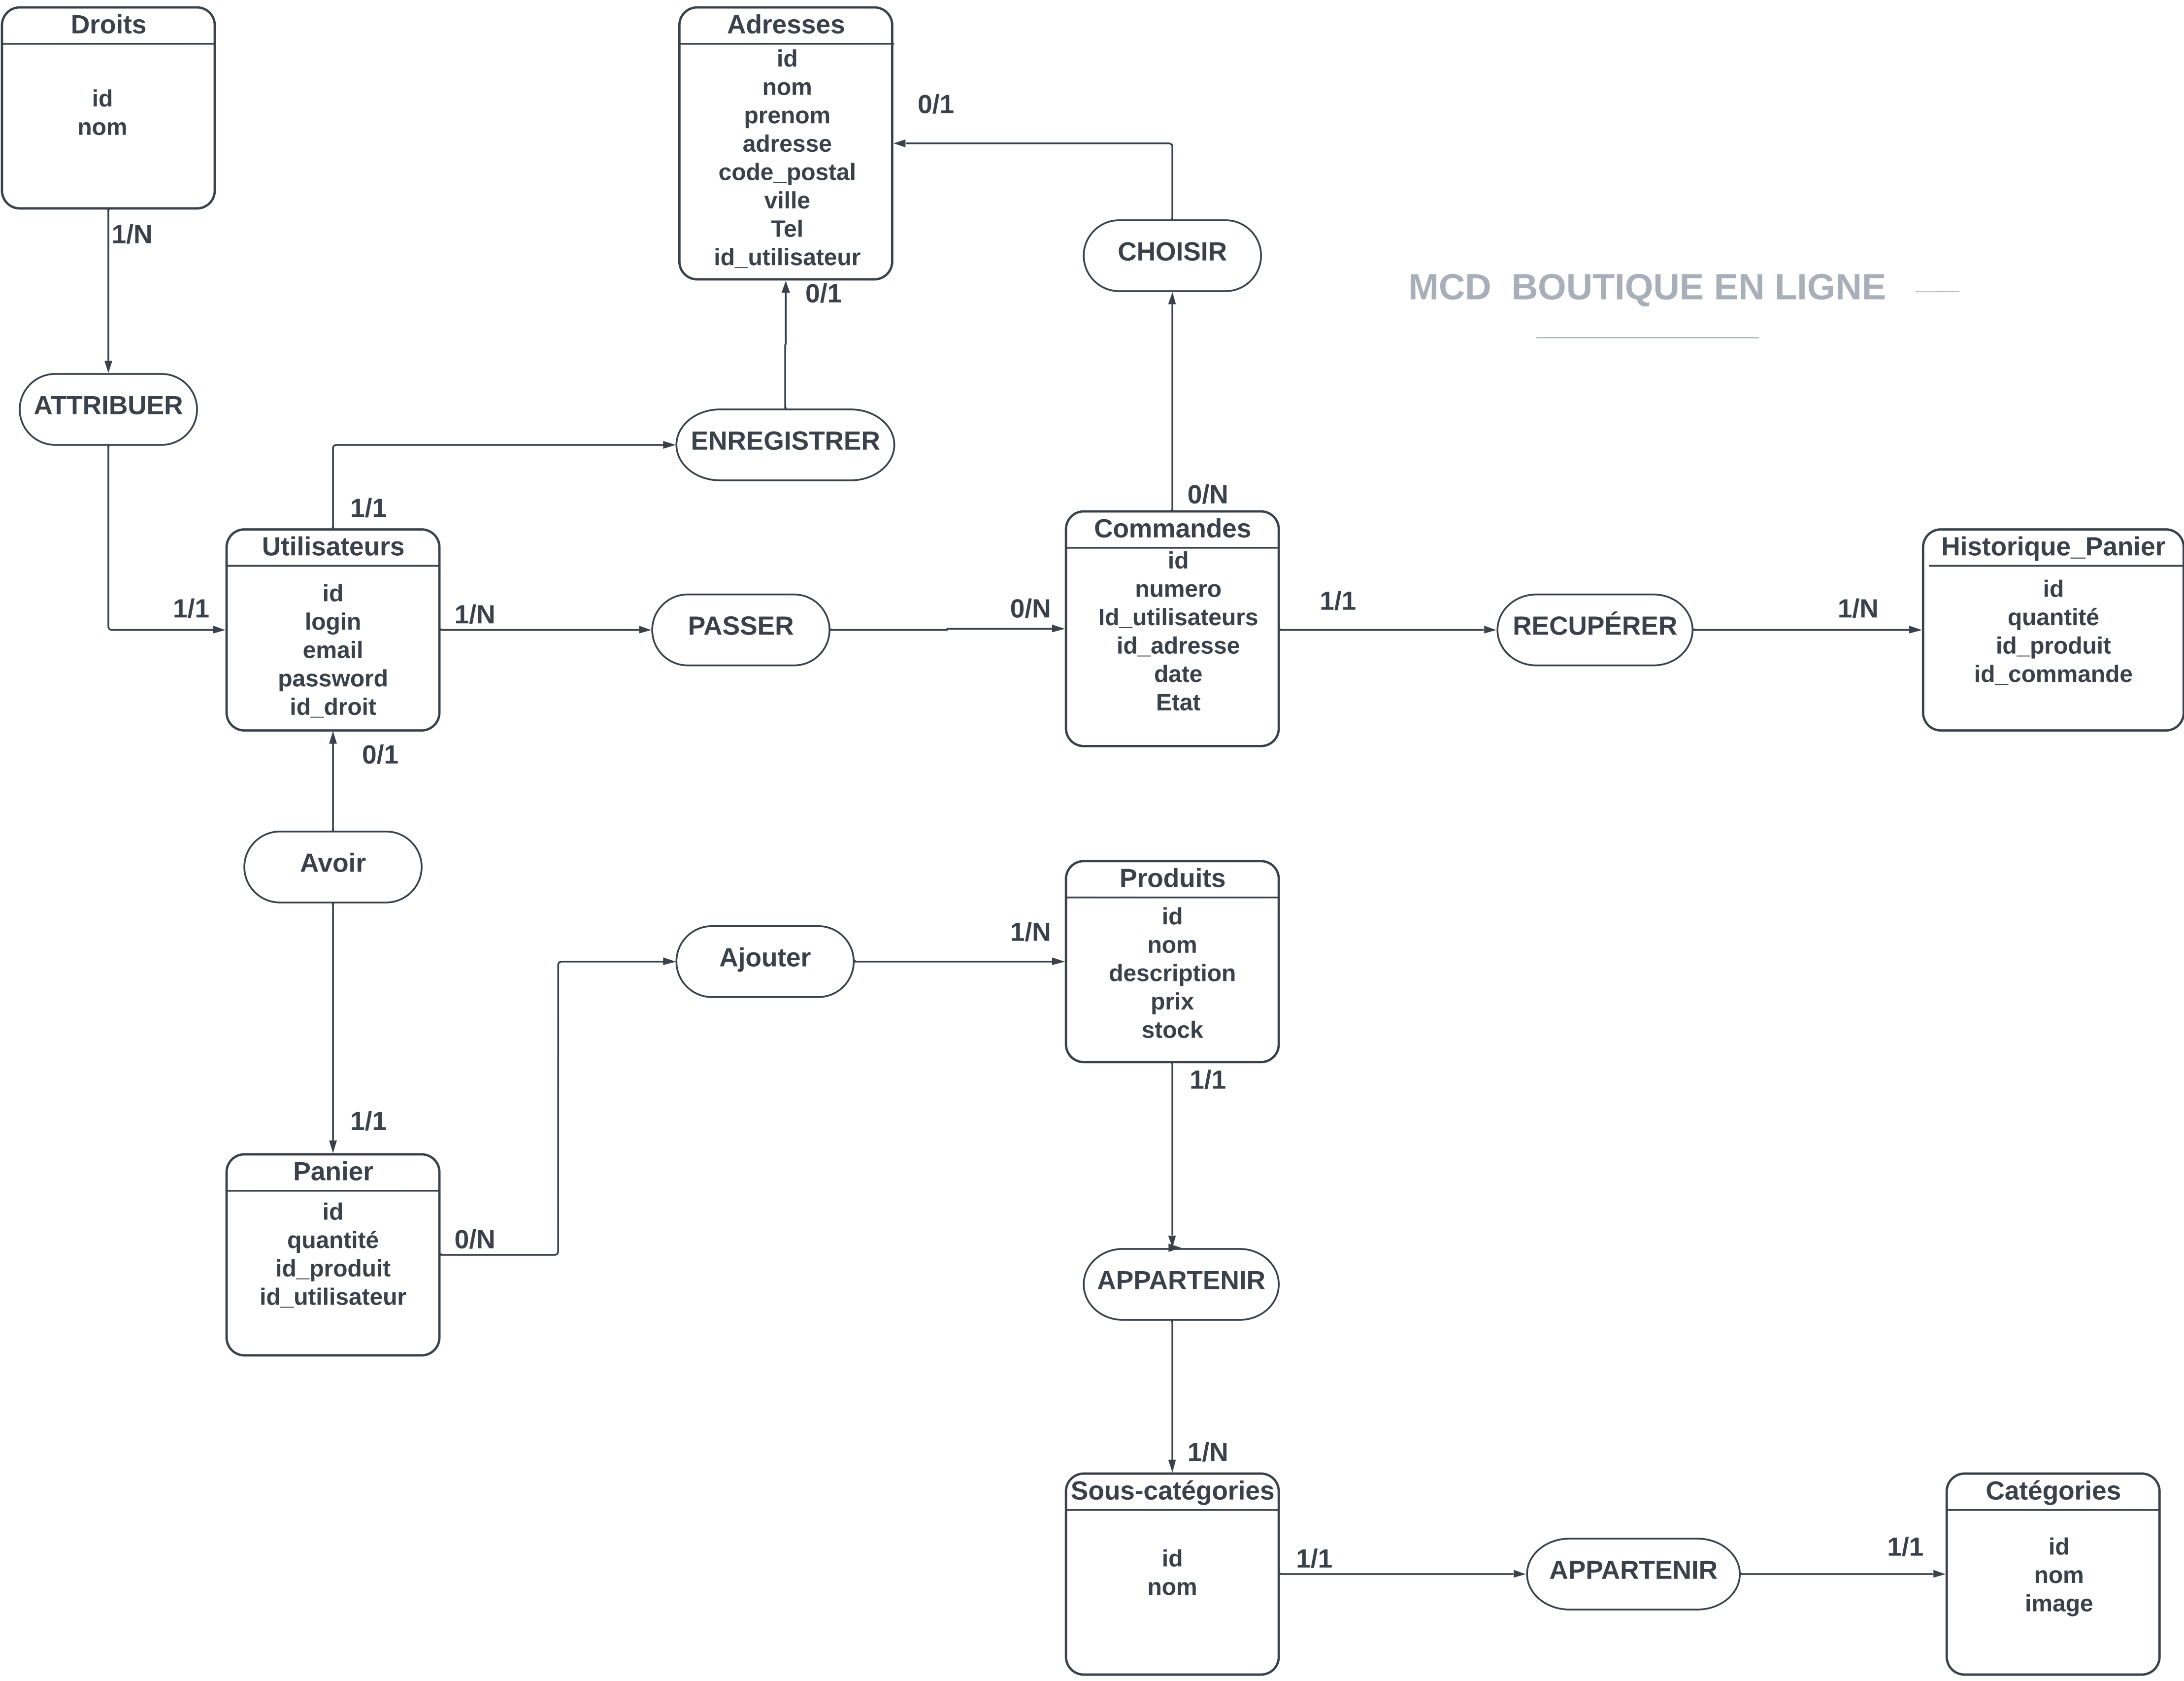 Droits
id
nom
1/N
ATTRIBUER
1/1
Adresses
id
nom
prenom
adresse
code_postal
ville
Tel
id_utilisateur
0/1
0/1
CHOISIR
MCD  BOUTIQUE EN LIGNE
ENREGISTRER
1/1
0/N
Utilisateurs
id
login
email
password
id_droit
1/N
PASSER
0/N
Commandes
id
numero
Id_utilisateurs
id_adresse
date
Etat
1/1
RECUPÉRER
1/N
Historique_Panier
id
quantité
id_produit
id_commande
0/1
Avoir
1/1
Panier
id
quantité
id_produit
id_utilisateur
0/N
Ajouter
1/N
Produits
id
nom
description
prix
stock
1/1
APPARTENIR
1/N
Sous-catégories
id
nom
1/1
APPARTENIR
1/1
Catégories
id
nom
image